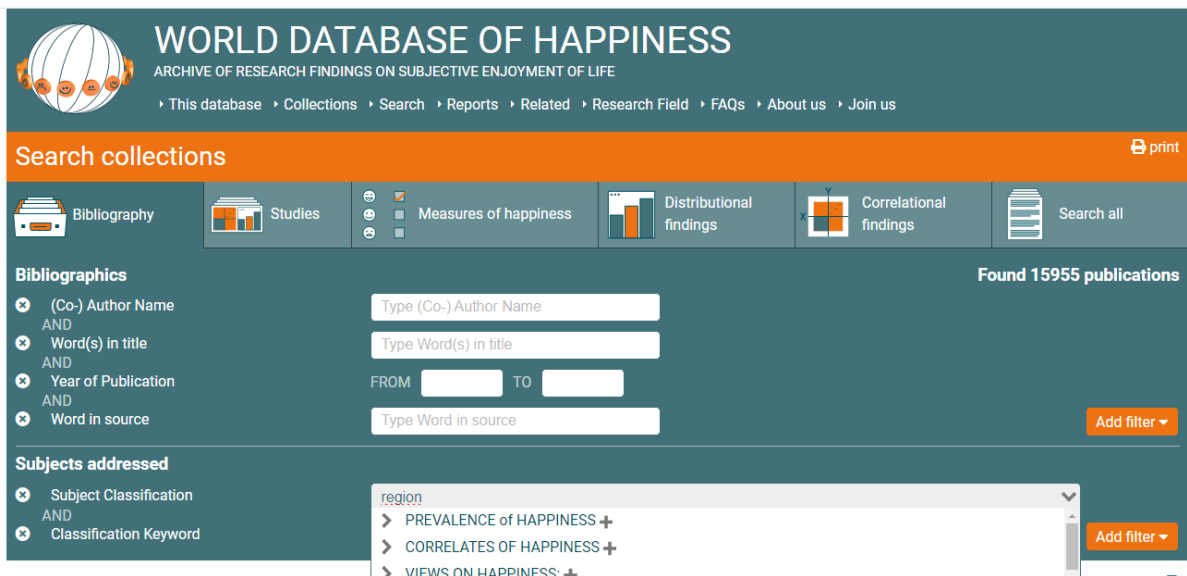 WORLD DATABASE OF HAPPINESS
ARCHIVE OF RESEARCH FINDINGS ON SUBJECTIVE ENJOYMENT OF LIFE
This database Collections Search Reports Related Research Field FAQs About us Join us
Search collections
print
Bibliography
Studies
Measures of happiness
Distributional
findings
Y
X
Correlational
findings
Search all
Bibliographics
Found 15955 publications
(Co-) Author Name
Type (Co-) Author Name
AND
Word(s) in title
Type Word(s) in title
AND
Year of Publication
FROM TO
AND
Word in source
Type Word in source
Add filter
Subjects addressed
Subject Classification
region
AND
PREVALENCE of HAPPINESS
Classification Keyword
CORRELATES OF HAPPINESS
Add filter
VIEWS ON HAPPINESS: